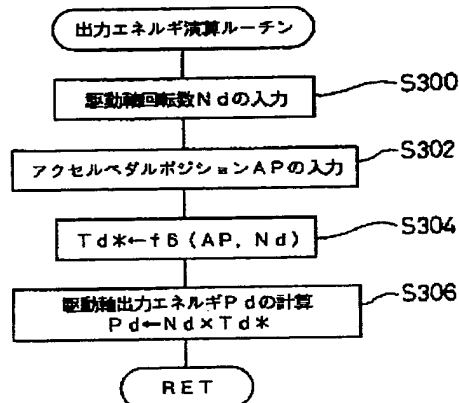 出力エネルギ演算ルーチン
駆動軸回転数Ndの入力
S300
アクセルペダルポジションAPの入力
S302
Td*←f6(AP, Nd)
S304
駆動軸出力エネルギPdの計算
Pd←Nd×Td*
S306
RET